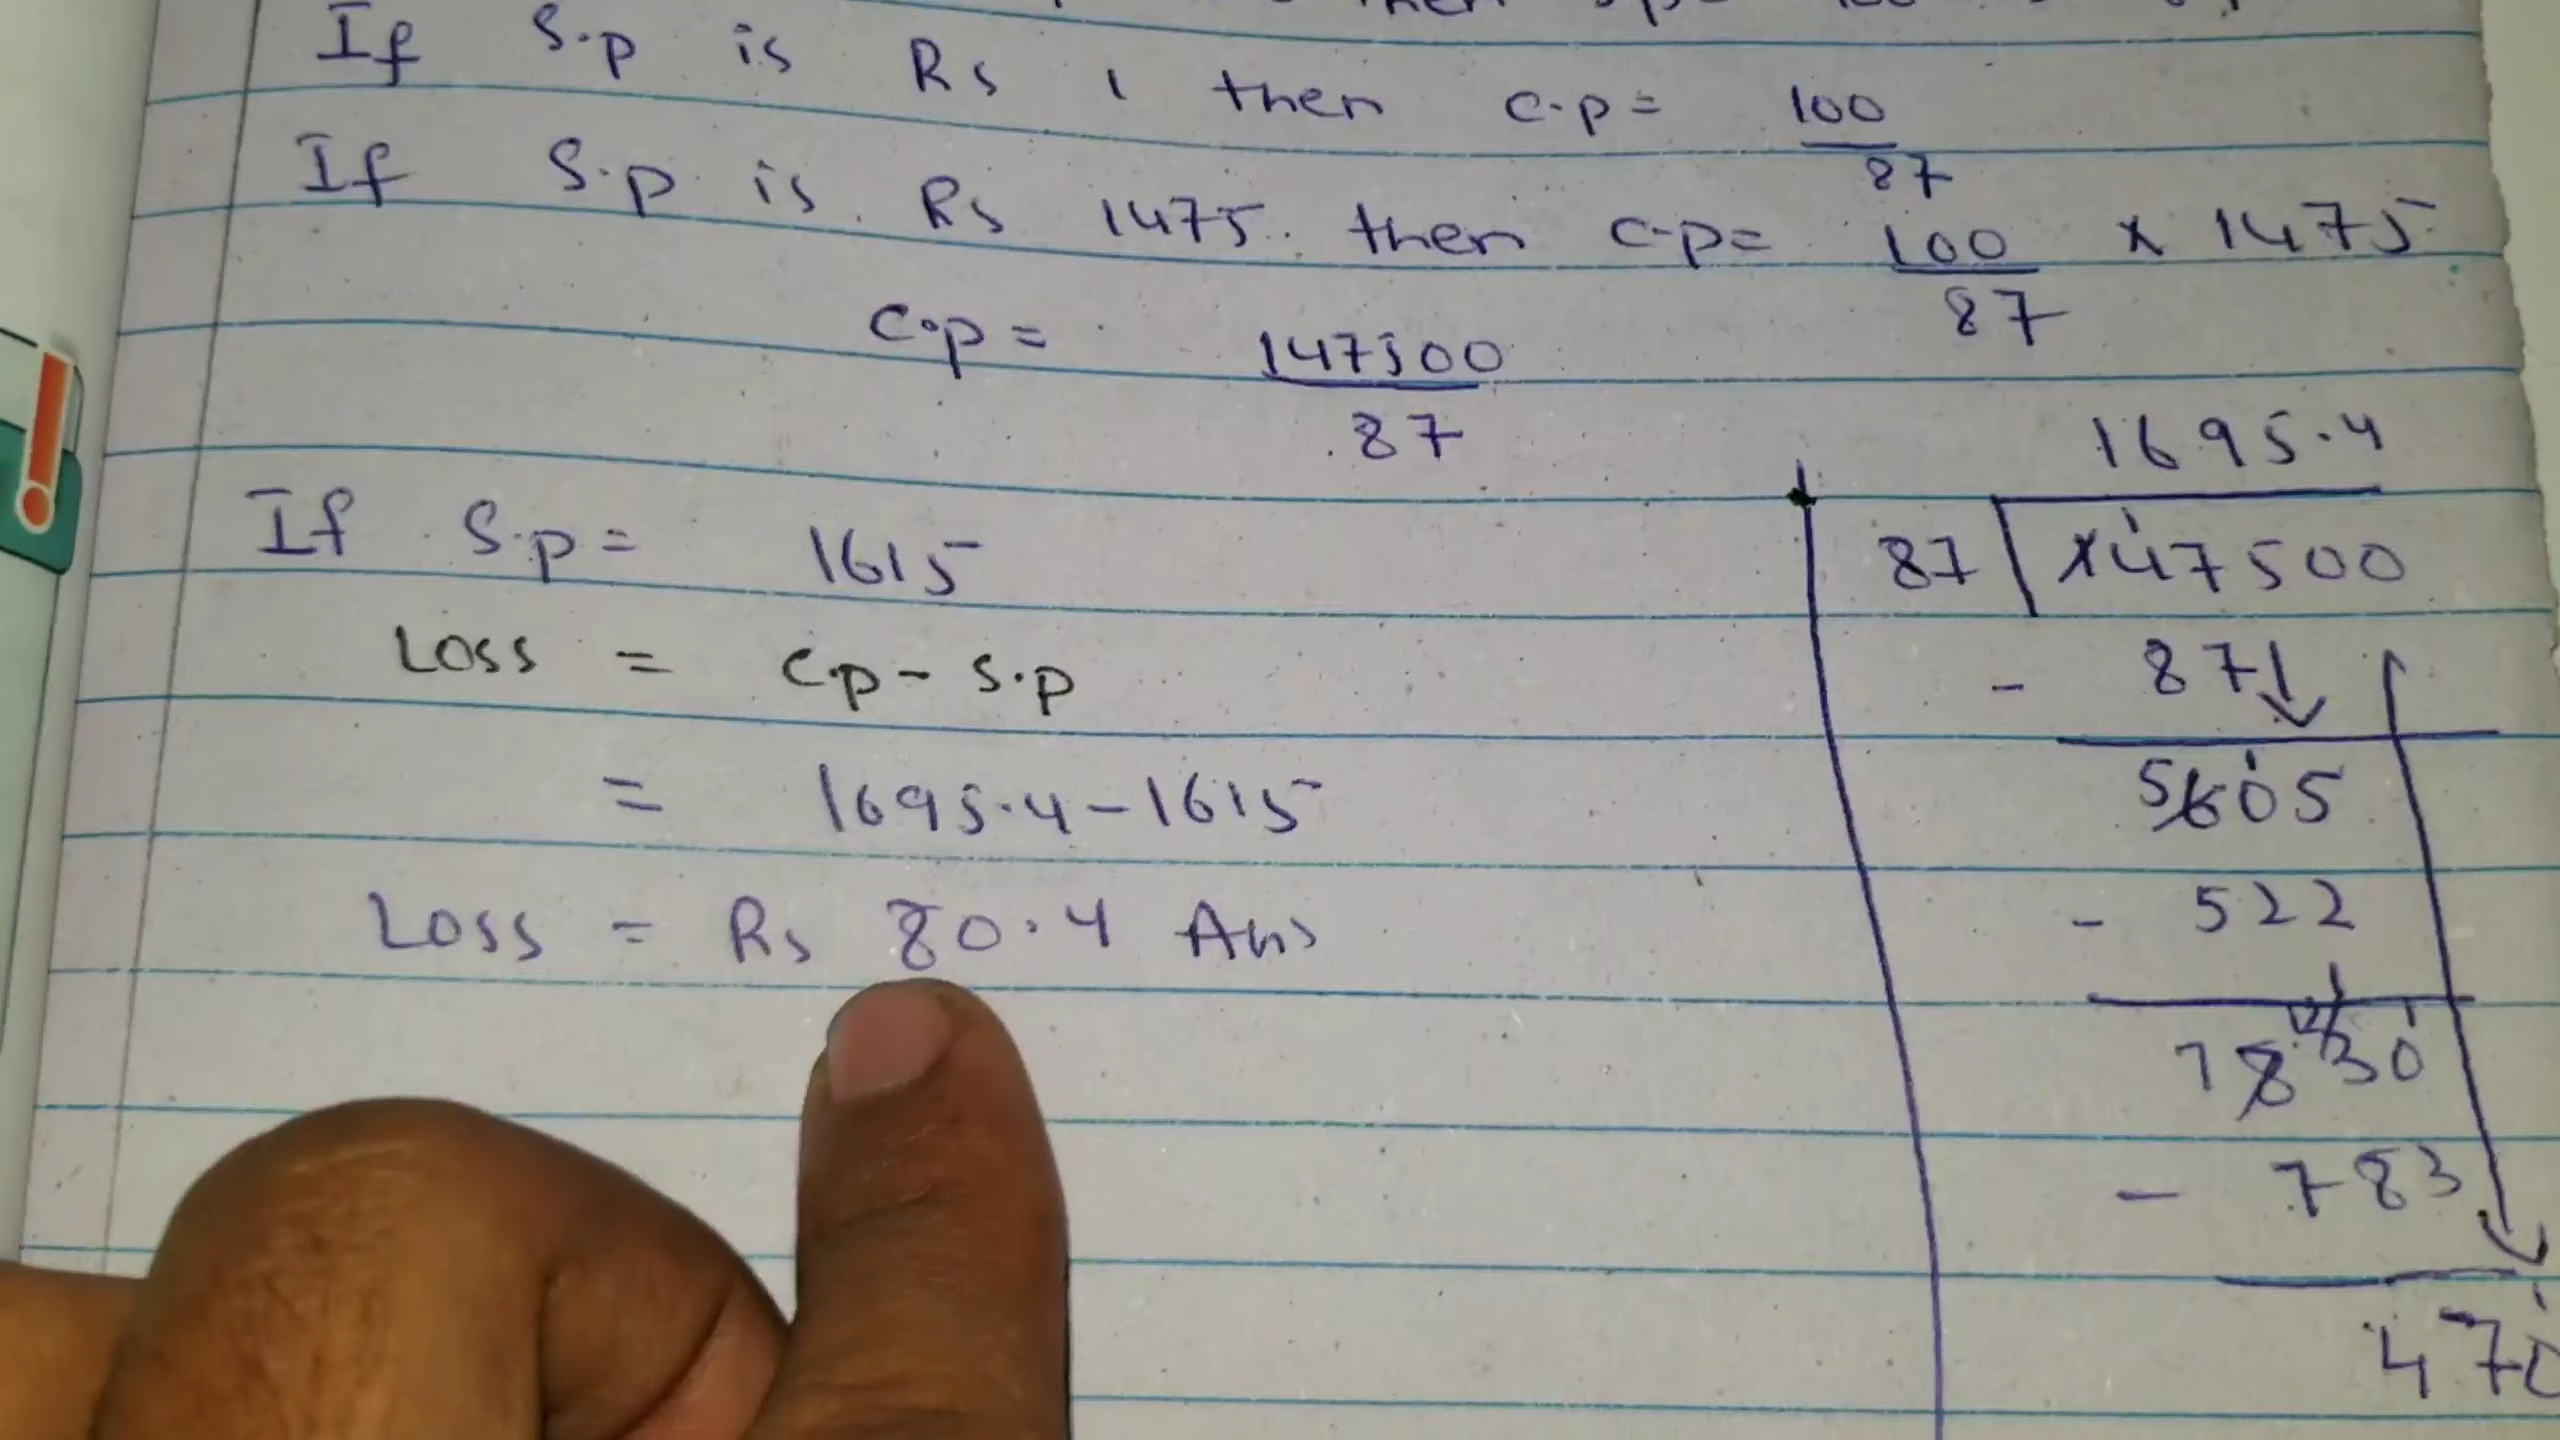 then
If S.p is Rs 1 then C.p = 100/87
If S.p is Rs 1475 then C.p = 100/87 x 1475
C.p = 147500/87
If S.p = 1615
Loss = C.p - S.p
= 1695.4 - 1615
Loss = Rs 80.4 Ans
1695.4
87 147500
- 87
5605
- 522
7830
- 783
470